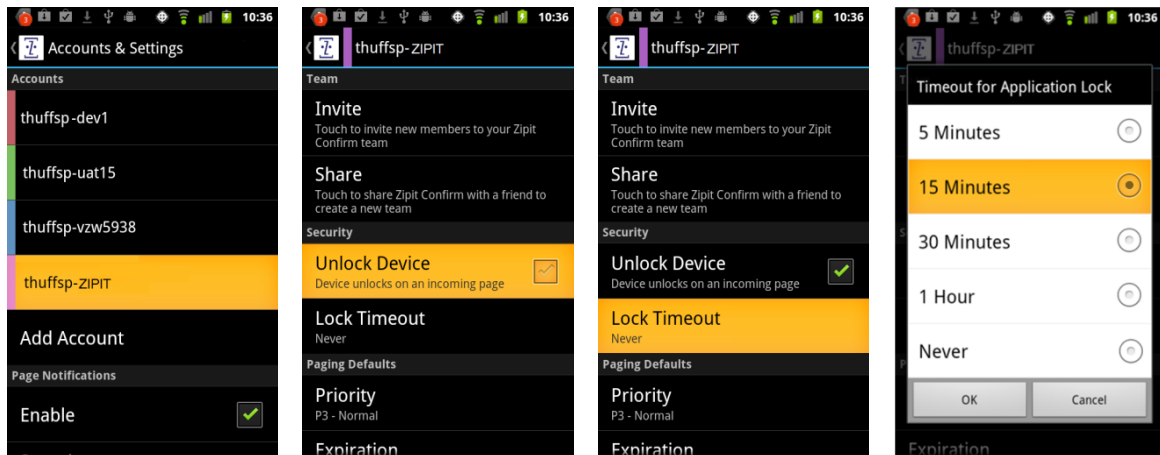 10:36
Accounts & Settings
Accounts
thuffsp-dev1
thuffsp-uat15
thuffsp-vzw5938
thuffsp-ZIPIT
Add Account
Page Notifications
Enable
10:36
thuffsp-ZIPIT
Team
Invite
Touch to invite new members to your Zipit
Confirm team
Share
Touch to share Zipit Confirm with a friend to
create a new team
Security
Unlock Device
Device unlocks on an incoming page
Lock Timeout
Never
Paging Defaults
Priority
P3 - Normal
Expiration
10:36
thuffsp-ZIPIT
Team
Invite
Touch to invite new members to your Zipit
Confirm team
Share
Touch to share Zipit Confirm with a friend to
create a new team
Security
Unlock Device
Device unlocks on an incoming page
Lock Timeout
Never
Paging Defaults
Priority
P3 - Normal
Expiration
10:36
thuffsp-ZIPIT
Timeout for Application Lock
5 Minutes
15 Minutes
30 Minutes
1 Hour
Never
OK Cancel
Expiration